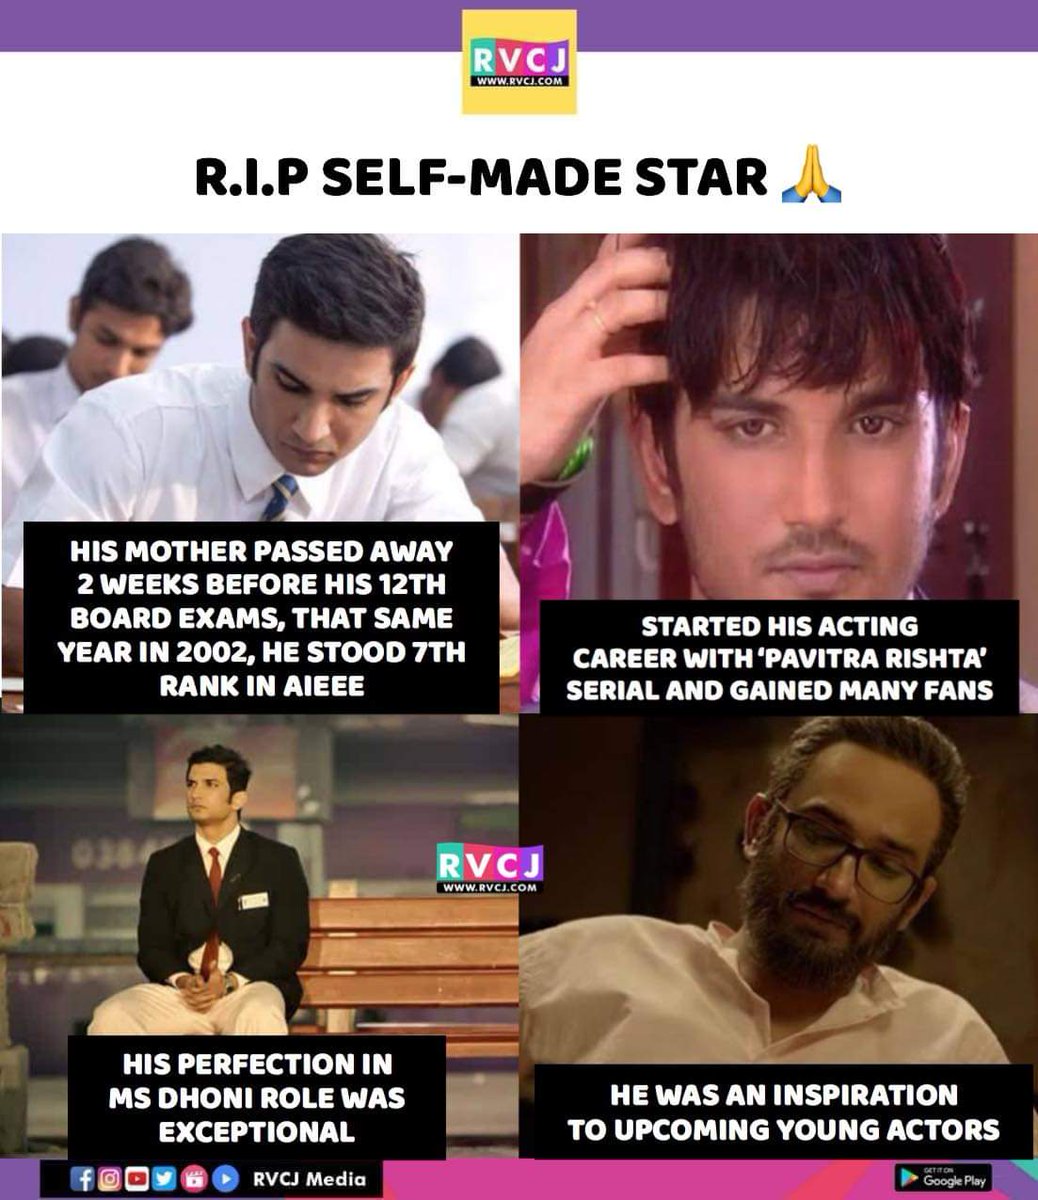 RVCJ
WWW.RVCJ.COM
R.I.P SELF-MADE STAR 🙏
HIS MOTHER PASSED AWAY
2 WEEKS BEFORE HIS 12TH
BOARD EXAMS, THAT SAME
YEAR IN 2002, HE STOOD 7TH
RANK IN AIEEE
STARTED HIS ACTING
CAREER WITH ‘PAVITRA RISHTA’
SERIAL AND GAINED MANY FANS
RVCJ
WWW.RVCJ.COM
HIS PERFECTION IN
MS DHONI ROLE WAS
EXCEPTIONAL
HE WAS AN INSPIRATION
TO UPCOMING YOUNG ACTORS
RVCJ Media
GET IT ON
Google Play